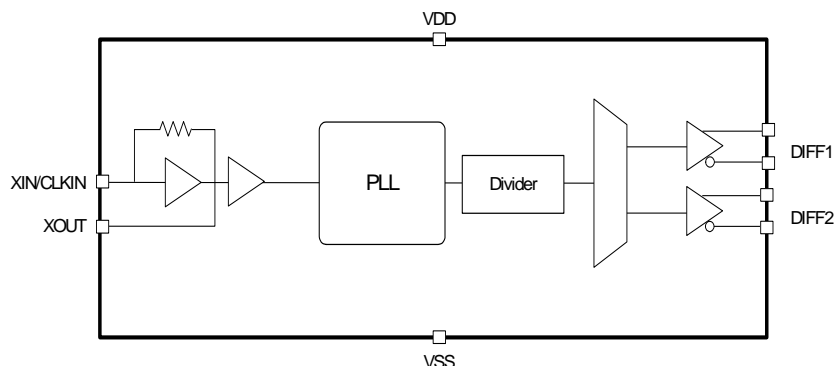 VDD
XIN/CLKIN
XOUT
PLL
Divider
DIFF1
DIFF2
VSS